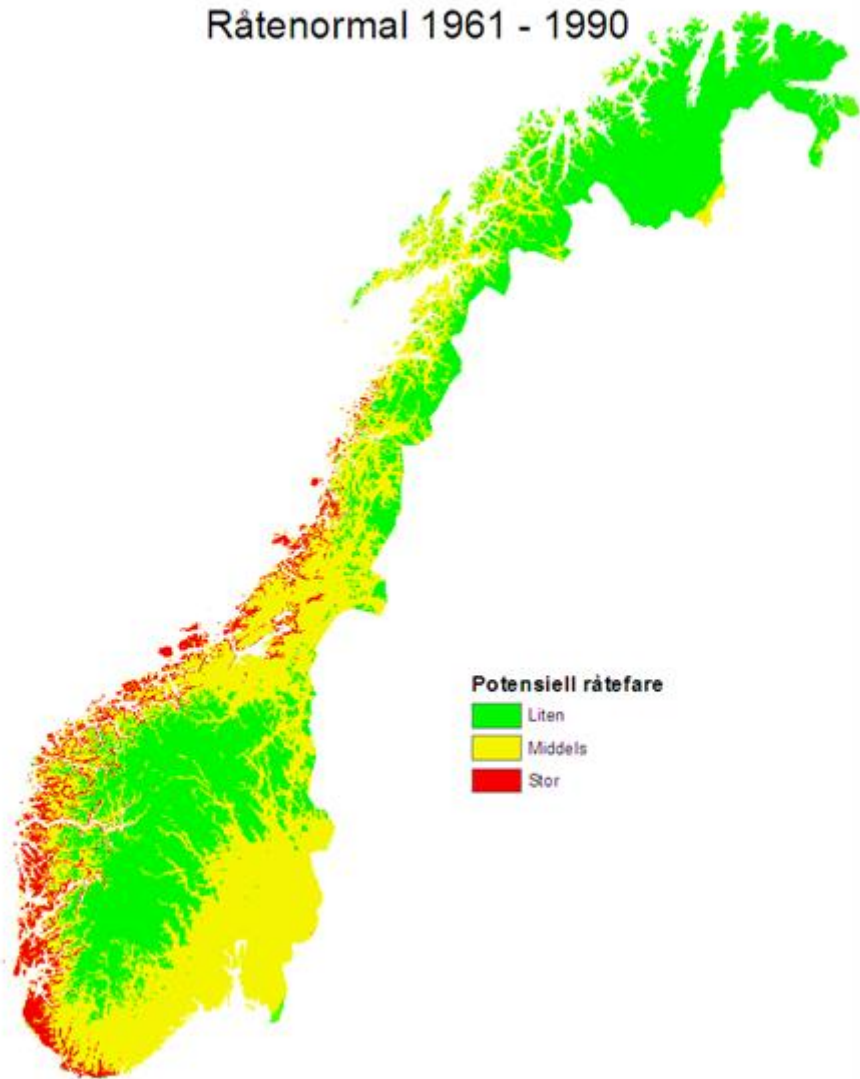 Råtenormal 1961 - 1990
Potensiell råtefare
Liten
Middels
Stor